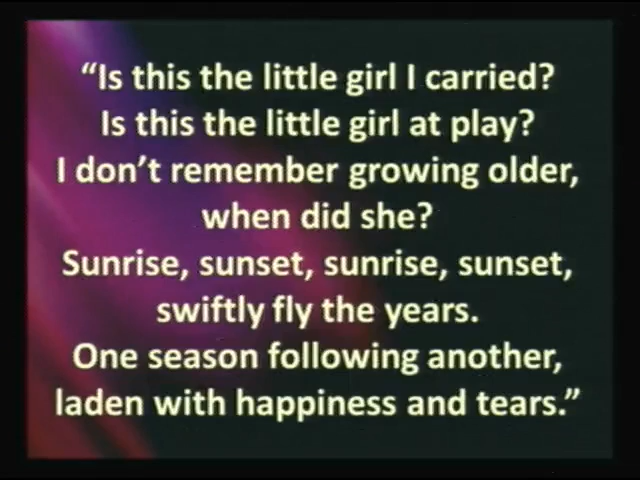 “Is this the little girl I carried?
Is this the little girl at play?
I don’t remember growing older,
when did she?
Sunrise, sunset, sunrise, sunset,
swiftly fly the years.
One season following another,
laden with happiness and tears.”